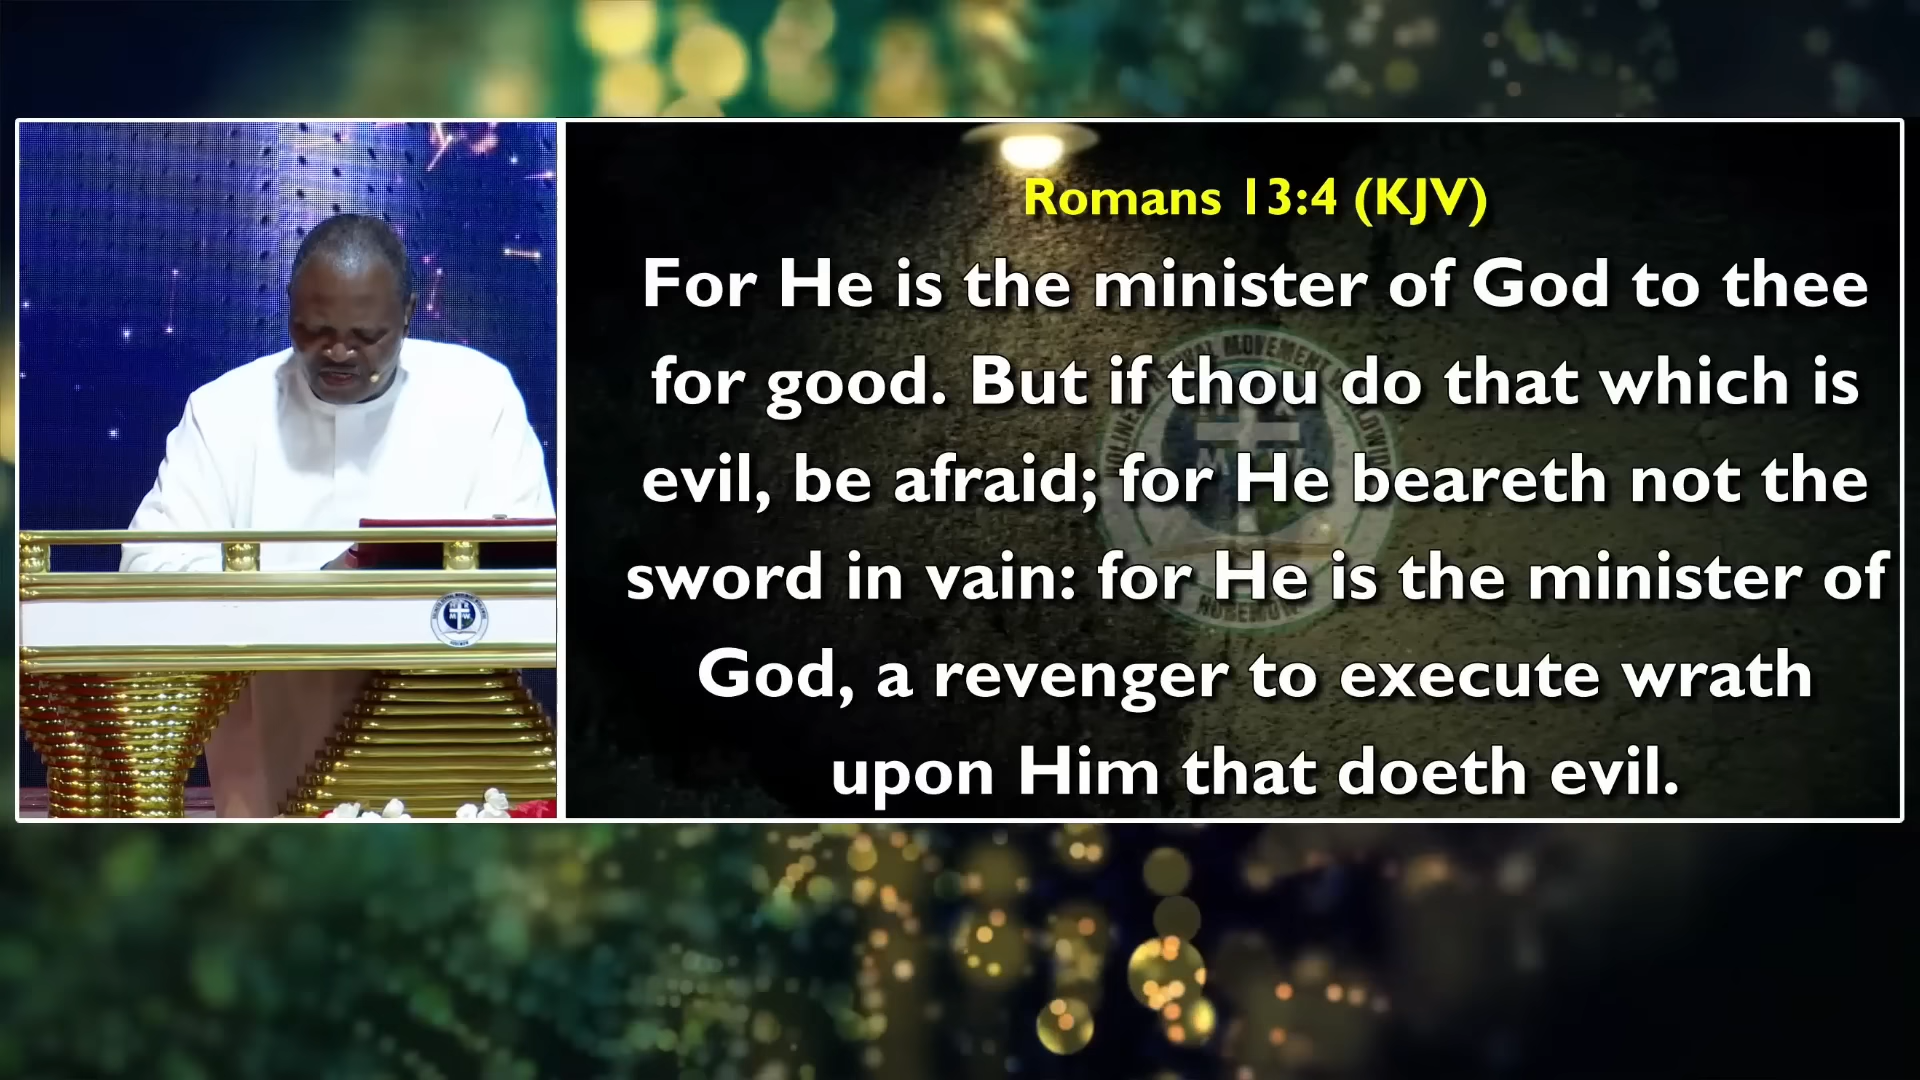 Romans 13:4 (KJV)
For He is the minister of God to thee
for good. But if thou do that which is
evil, be afraid; for He beareth not the
sword in vain: for He is the minister of
God, a revenger to execute wrath
upon Him that doeth evil.